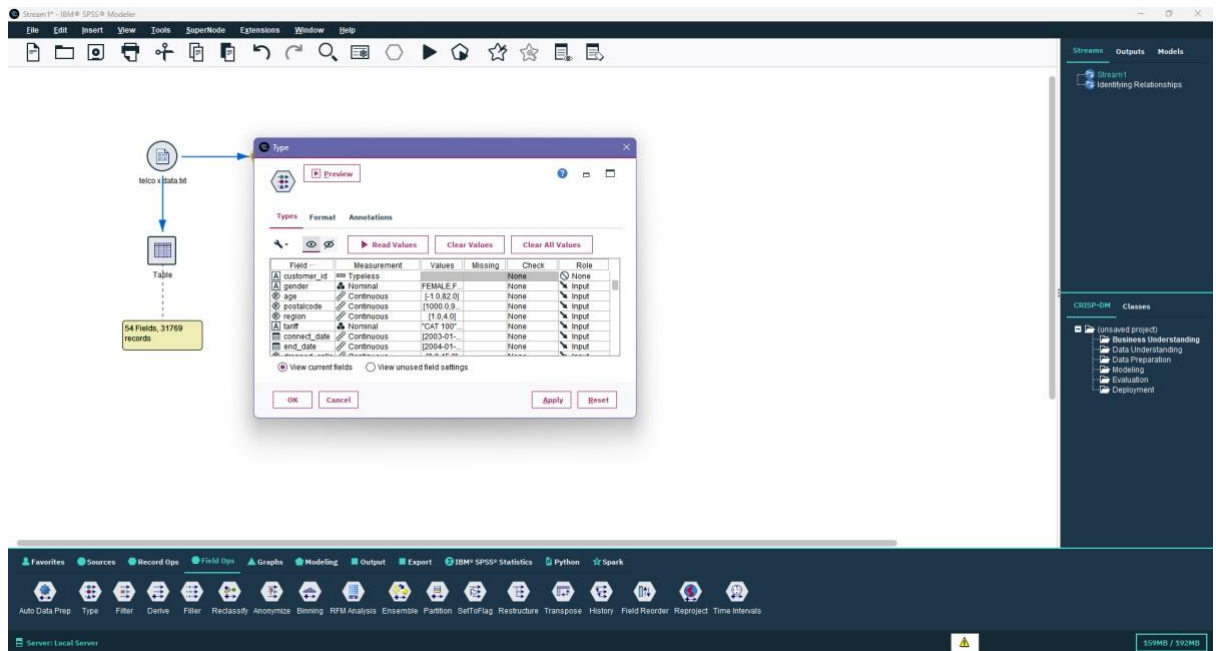 Stream1* - IBM® SPSS® Modeler
File Edit Insert View Tools SuperNode Extensions Window Help
Streams Outputs Models
Stream1
Identifying Relationships
telco x data.txt
Table
54 Fields, 31769
records
Type
Preview
Types Format Annotations
Read Values Clear Values Clear All Values
Field Measurement Values Missing Check Role
customer_id Typeless None None
gender Nominal FEMALE,F... None Input
age Continuous [-1.0,82.0] None Input
postalcode Continuous [1000.0,9... None Input
region Continuous [1.0,4.0] None Input
tariff Nominal "CAT 100"... None Input
connect_date Continuous [2003-01-... None Input
end_date Continuous [2004-01-... None Input
View current fields View unused field settings
OK Cancel Apply Reset
CRISP-DM Classes
(unsaved project)
Business Understanding
Data Understanding
Data Preparation
Modeling
Evaluation
Deployment
Favorites Sources Record Ops Field Ops Graphs Modeling Output Export IBM® SPSS® Statistics Python Spark
Auto Data Prep Type Filter Derive Filler Reclassify Anonymize Binning RFM Analysis Ensemble Partition SetToFlag Restructure Transpose History Field Reorder Reproject Time Intervals
Server: Local Server
159MB / 192MB